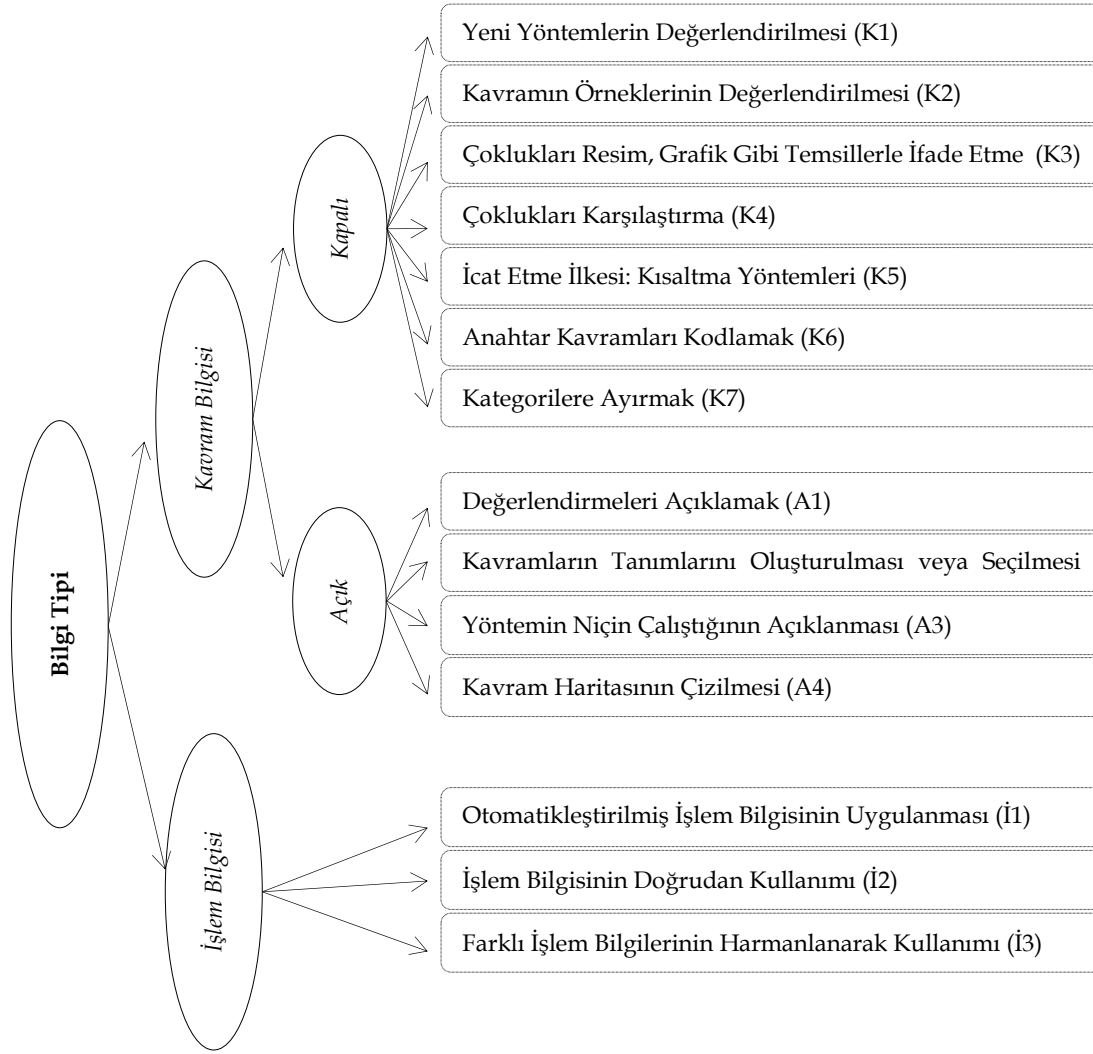 Yeni Yöntemlerin Değerlendirilmesi (K1)
Kavramın Örneklerinin Değerlendirilmesi (K2)
Çoklukları Resim, Grafik Gibi Temsillerle İfade Etme (K3)
Çoklukları Karşılaştırma (K4)
İcat Etme İlkesi: Kısaltma Yöntemleri (K5)
Anahtar Kavramları Kodlamak (K6)
Kategorilere Ayırmak (K7)
Kapalı
Kavram Bilgisi
Değerlendirmeleri Açıklamak (A1)
Kavramların Tanımlarını Oluşturulması veya Seçilmesi
Yöntemin Niçin Çalıştığının Açıklanması (A3)
Kavram Haritasının Çizilmesi (A4)
Açık
Bilgi Tipi
Otomatikleştirilmiş İşlem Bilgisinin Uygulanması (İ1)
İşlem Bilgisinin Doğrudan Kullanımı (İ2)
Farklı İşlem Bilgilerinin Harmanlanarak Kullanımı (İ3)
İşlem Bilgisi